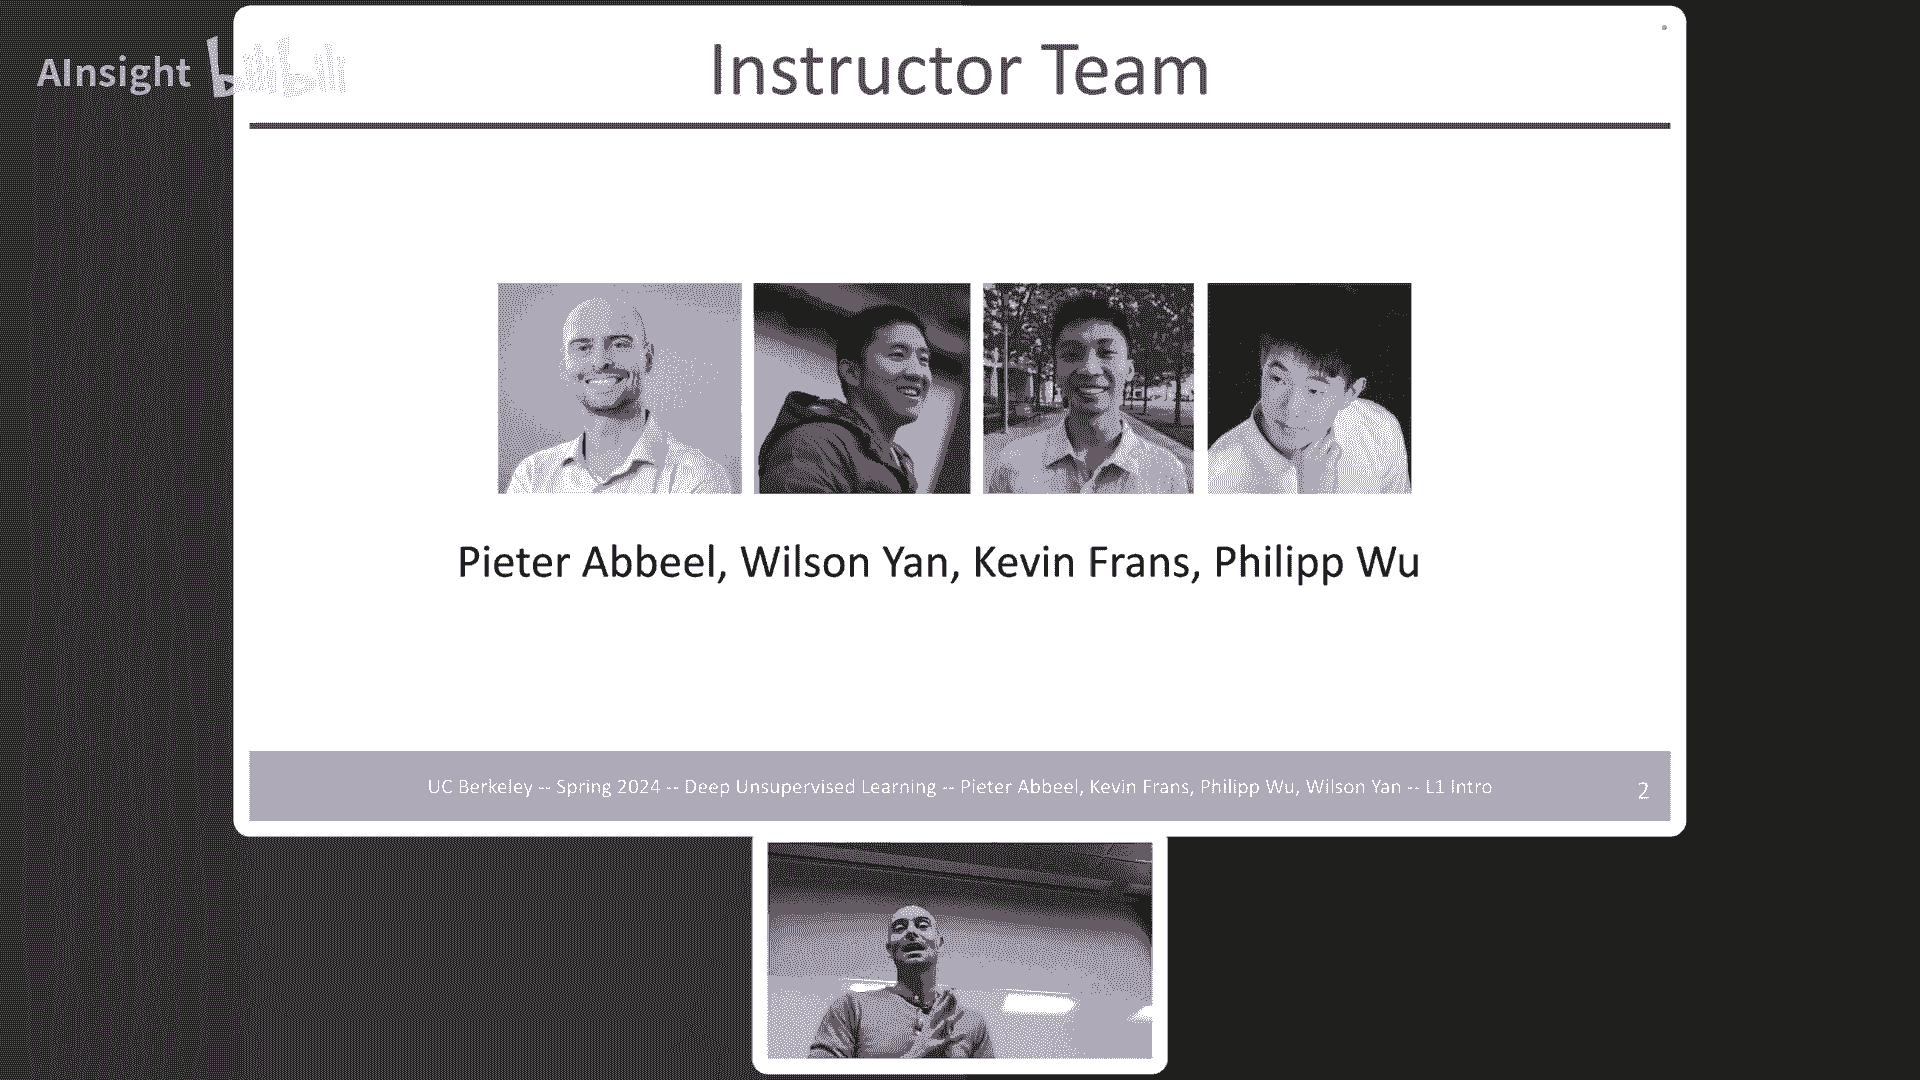 AInsight bilibili
Instructor Team
Pieter Abbeel, Wilson Yan, Kevin Frans, Philipp Wu
UC Berkeley -- Spring 2024 -- Deep Unsupervised Learning -- Pieter Abbeel, Kevin Frans, Philipp Wu, Wilson Yan -- L1 Intro
2